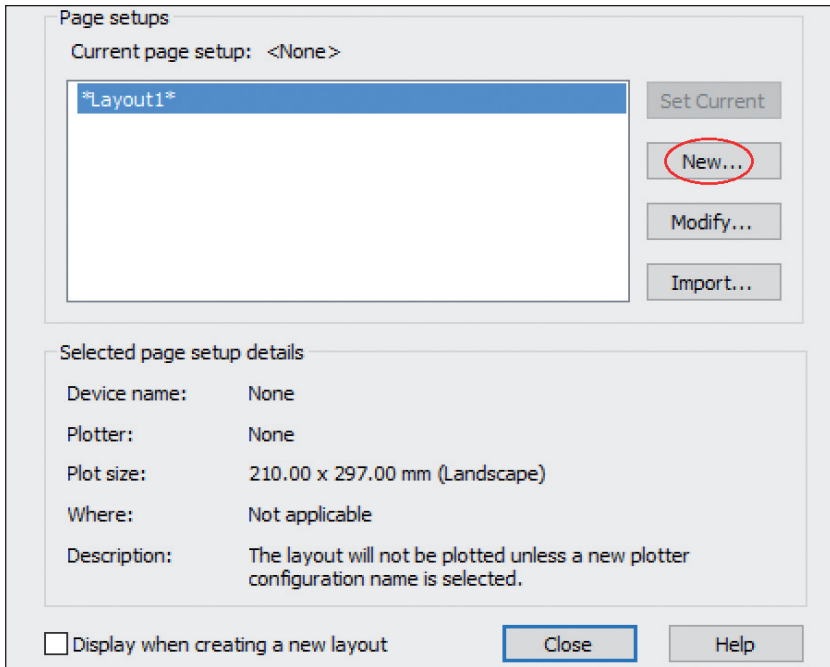 Page setups
Current page setup: <None>
*Layout1*
Set Current
New...
Modify...
Import...
Selected page setup details
Device name: None
Plotter: None
Plot size: 210.00 x 297.00 mm (Landscape)
Where: Not applicable
Description: The layout will not be plotted unless a new plotter
configuration name is selected.
Display when creating a new layout
Close
Help